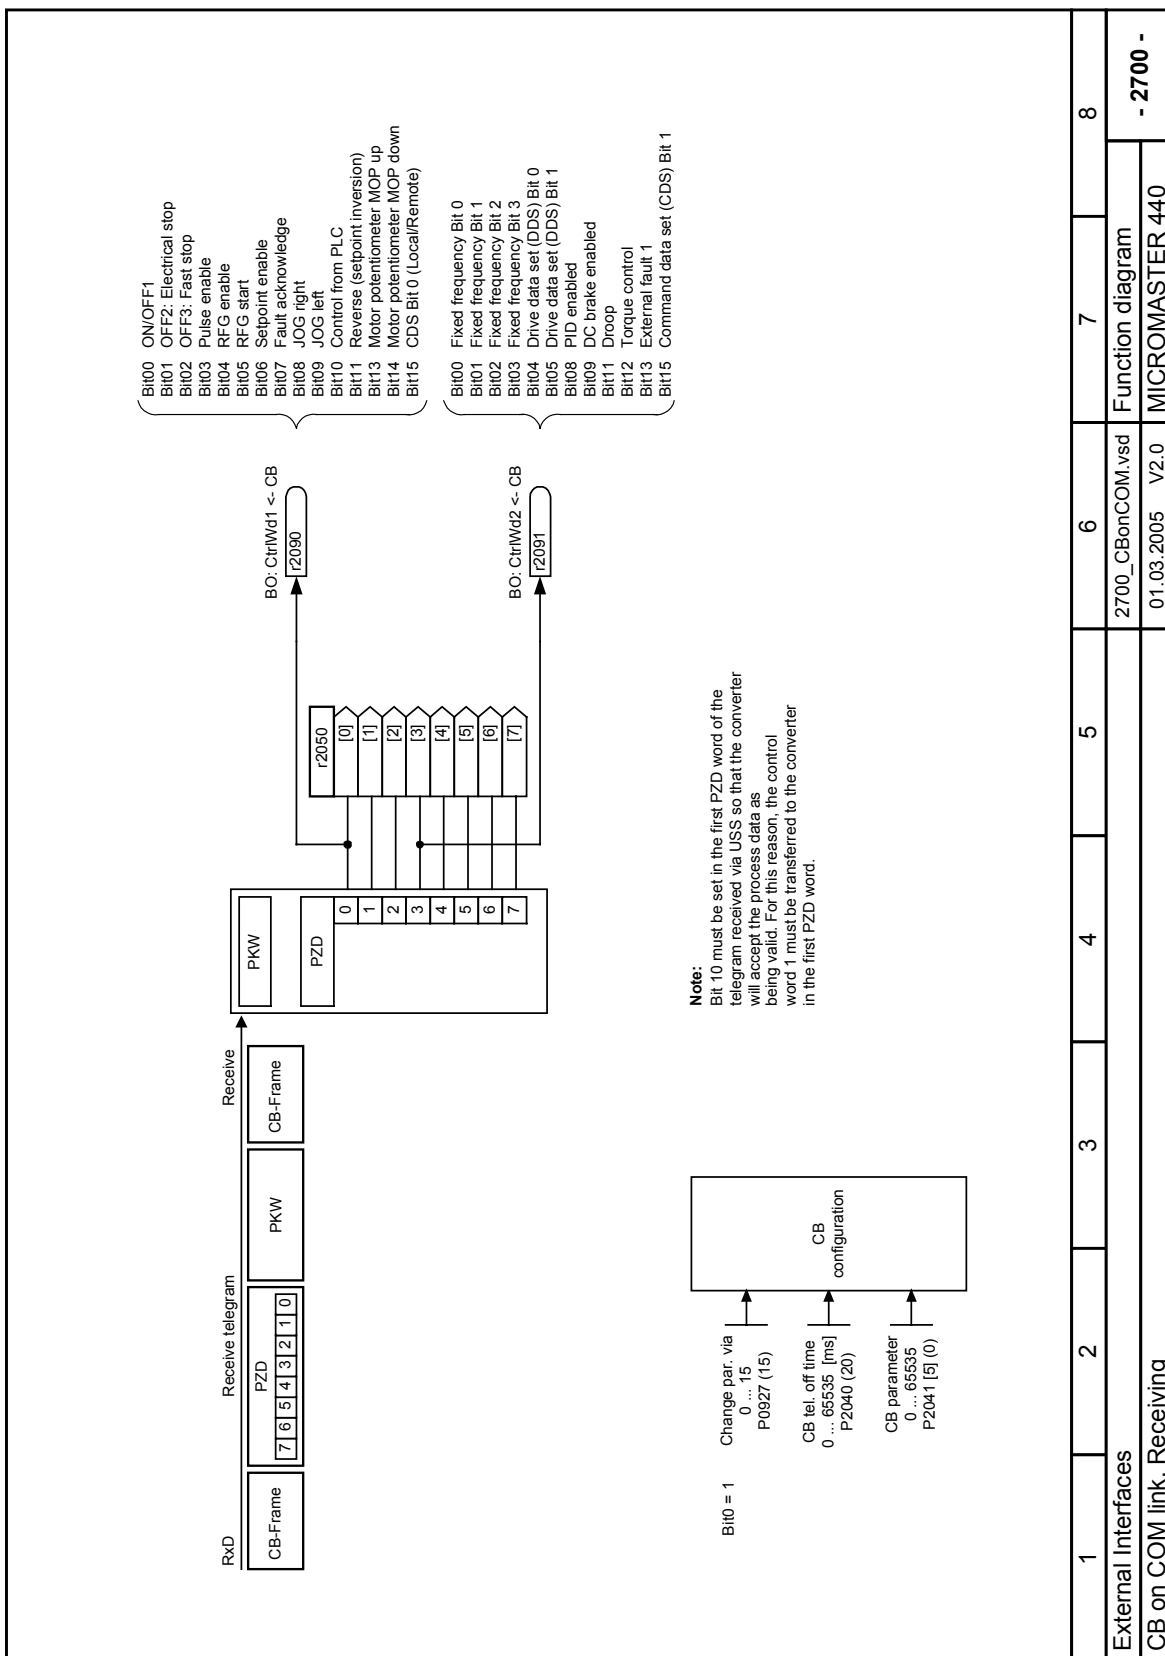 RxD
Receive telegram
Receive
CB-Frame
PZD
7 6 5 4 3 2 1 0
PKW
CB-Frame
PKW
PZD
0
1
2
3
4
5
6
7
r2050
[0]
[1]
[2]
[3]
[4]
[5]
[6]
[7]
BO: CtrlWd1 <- CB
r2090
BO: CtrlWd2 <- CB
r2091
Bit00 ON/OFF1
Bit01 OFF2: Electrical stop
Bit02 OFF3: Fast stop
Bit03 Pulse enable
Bit04 RFG enable
Bit05 RFG start
Bit06 Setpoint enable
Bit07 Fault acknowledge
Bit08 JOG right
Bit09 JOG left
Bit10 Control from PLC
Bit11 Reverse (setpoint inversion)
Bit13 Motor potentiometer MOP up
Bit14 Motor potentiometer MOP down
Bit15 CDS Bit 0 (Local/Remote)
Bit00 Fixed frequency Bit 0
Bit01 Fixed frequency Bit 1
Bit02 Fixed frequency Bit 2
Bit03 Fixed frequency Bit 3
Bit04 Drive data set (DDS) Bit 0
Bit05 Drive data set (DDS) Bit 1
Bit08 PID enabled
Bit09 DC brake enabled
Bit11 Droop
Bit12 Torque control
Bit13 External fault 1
Bit15 Command data set (CDS) Bit 1
Bit0 = 1
Change par. via
0 ... 15
P0927 (15)
CB tel. off time
0 ... 65535 [ms]
P2040 (20)
CB parameter
0 ... 65535
P2041 [5] (0)
CB
configuration
Note:
Bit 10 must be set in the first PZD word of the
telegram received via USS so that the converter
will accept the process data as
being valid. For this reason, the control
word 1 must be transferred to the converter
in the first PZD word.
1 2 3 4 5 6 7 8
External Interfaces
2700_CBonCOM.vsd
Function diagram
- 2700 -
CB on COM link, Receiving
01.03.2005 V2.0
MICROMASTER 440